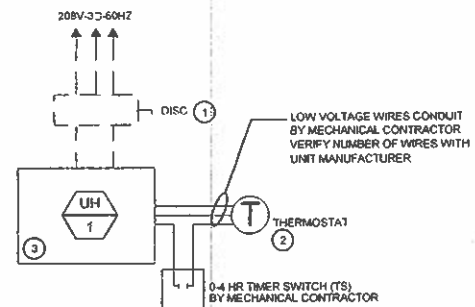 208V-3Ɔ-60HZ
DISC 1
LOW VOLTAGE WIRES CONDUIT
BY MECHANICAL CONTRACTOR
VERIFY NUMBER OF WIRES WITH
UNIT MANUFACTURER
UH
1
T
THERMOSTAT
2
3
0-4 HR TIMER SWITCH (TS)
BY MECHANICAL CONTRACTOR